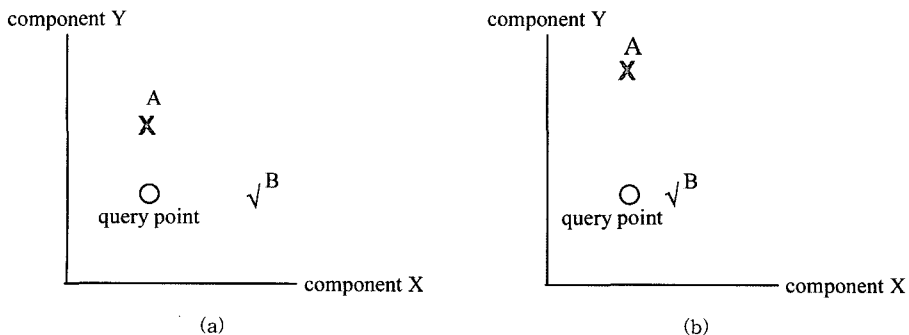 component Y
A
X
B
√
query point
component X
(a)
component Y
A
X
B
√
query point
component X
(b)